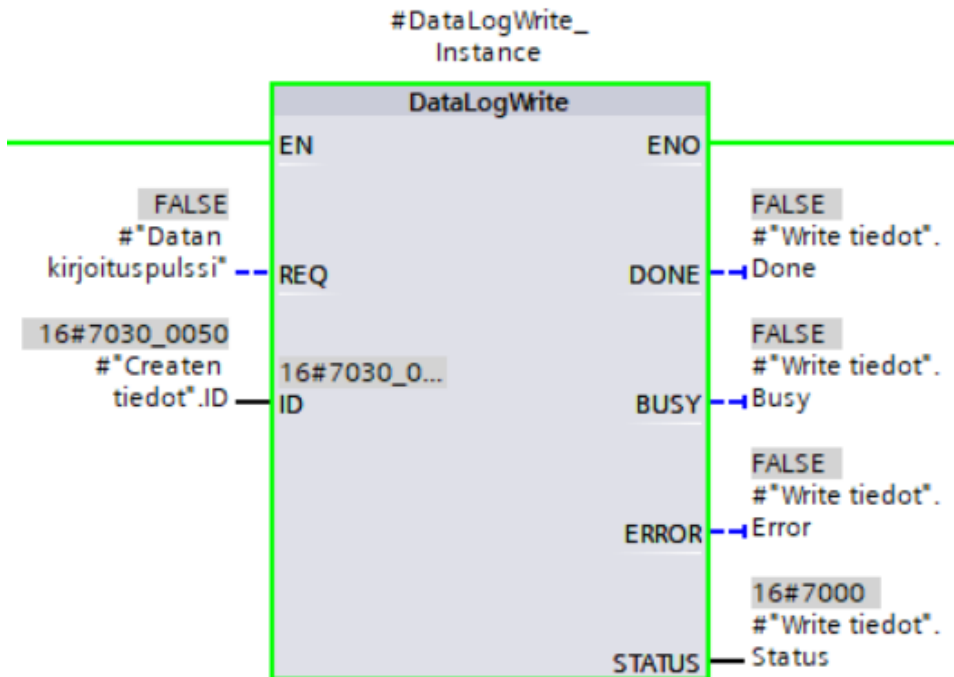 #DataLogWrite_
Instance
DataLogWrite
EN
ENO
FALSE
#"Datan
kirjoituspulssi"
REQ
FALSE
#"Write tiedot".
Done
DONE
16#7030_0050
#"Createn
tiedot".ID
16#7030_0...
ID
FALSE
#"Write tiedot".
Busy
BUSY
FALSE
#"Write tiedot".
Error
ERROR
16#7000
#"Write tiedot".
Status
STATUS